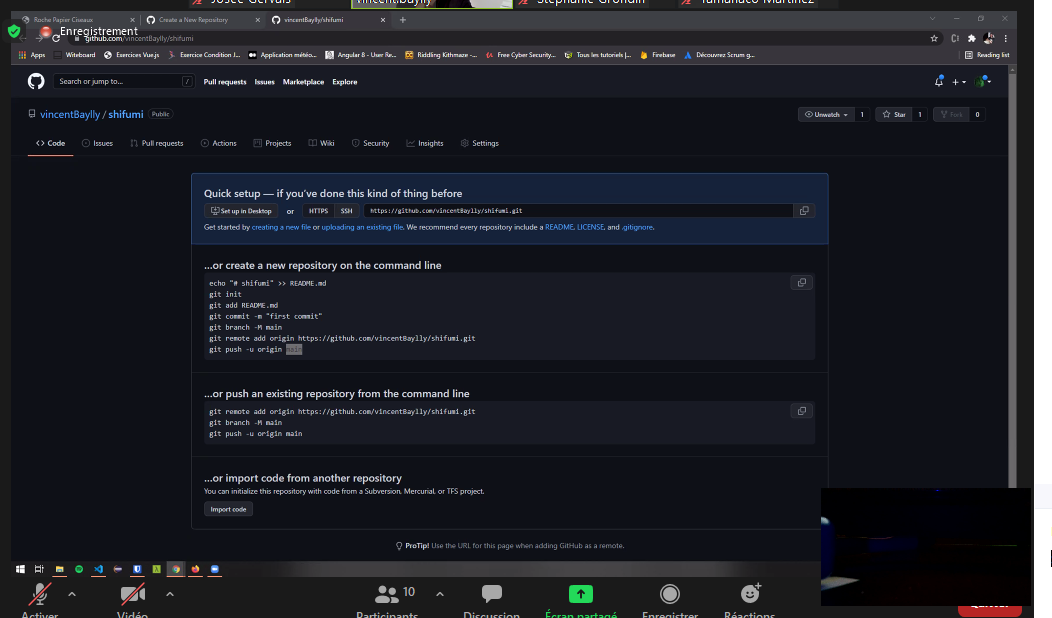 Josée Gervais
vincentbaylly
Stéphanie Grondin
Tamanaco Martinez
Roche Papier Ciseaux
Create a New Repository
vincentBaylly/shifumi
Enregistrement
github.com/vincentBaylly/shifumi
Apps
Witeboard
Exercices Vue.js
Exercice Condition J...
Application météo...
Angular 8 - User Re...
Riddling Kithmaze -...
Free Cyber Security...
Tous les tutoriels |...
Firebase
Découvrez Scrum g...
Reading list
Search or jump to...
/
Pull requests
Issues
Marketplace
Explore
vincentBaylly / shifumi
Public
Unwatch
1
Star
1
Fork
0
Code
Issues
Pull requests
Actions
Projects
Wiki
Security
Insights
Settings
Quick setup — if you've done this kind of thing before
Set up in Desktop
or
HTTPS
SSH
https://github.com/vincentBaylly/shifumi.git
Get started by creating a new file or uploading an existing file. We recommend every repository include a README, LICENSE, and .gitignore.
...or create a new repository on the command line
echo "# shifumi" >> README.md
git init
git add README.md
git commit -m "first commit"
git branch -M main
git remote add origin https://github.com/vincentBaylly/shifumi.git
git push -u origin main
...or push an existing repository from the command line
git remote add origin https://github.com/vincentBaylly/shifumi.git
git branch -M main
git push -u origin main
...or import code from another repository
You can initialize this repository with code from a Subversion, Mercurial, or TFS project.
Import code
ProTip! Use the URL for this page when adding GitHub as a remote.
10
Activer
Vidéo
Participants
Discussion
Écran partagé
Enregistrer
Réactions